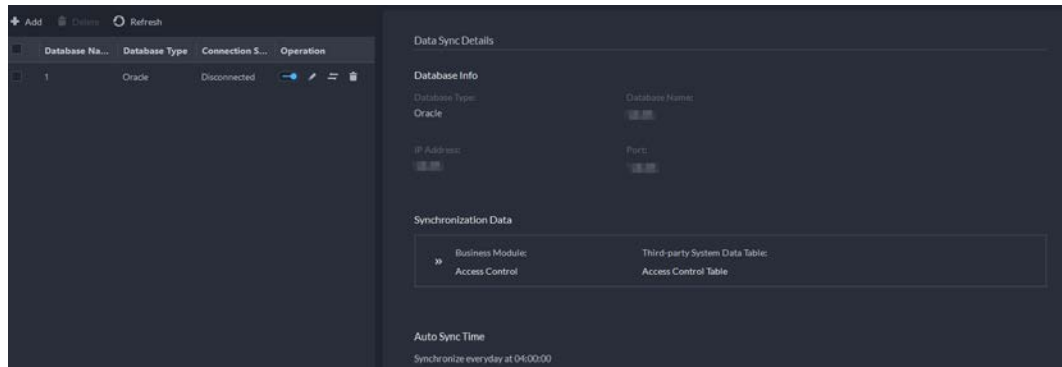 Add Delete Refresh
Database Na... Database Type Connection S... Operation
1 Oracle Disconnected
Data Sync Details
Database Info
Database Type: Database Name:
Oracle
IP Address: Port:
Synchronization Data
Business Module: Third-party System Data Table:
Access Control Access Control Table
Auto Sync Time
Synchronize everyday at 04:00:00